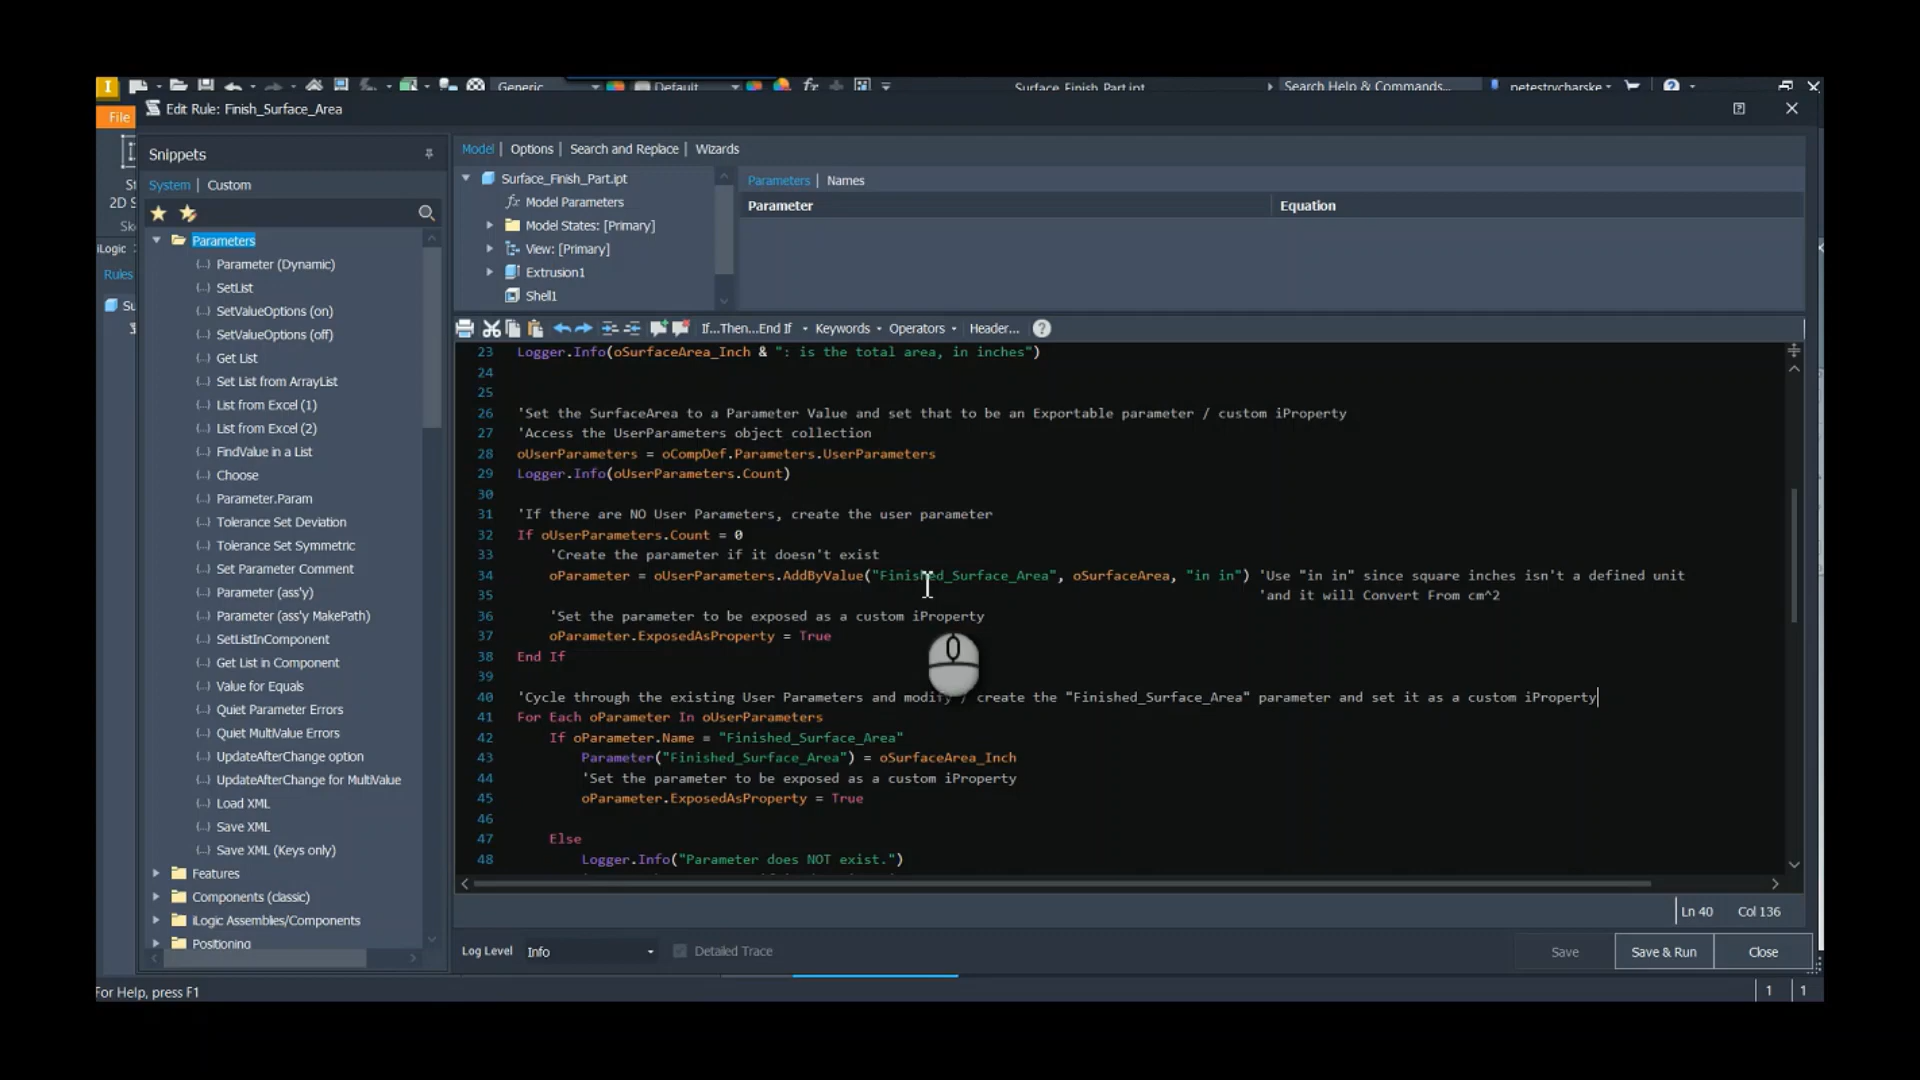 Generic
Default
Surface_Finish_Part.ipt
Search Help & Commands...
petestrycharske
File
Edit Rule: Finish_Surface_Area
Snippets
System | Custom
Parameters
Parameter (Dynamic)
SetList
SetValueOptions (on)
SetValueOptions (off)
Get List
Set List from ArrayList
List from Excel (1)
List from Excel (2)
FindValue in a List
Choose
Parameter.Param
Tolerance Set Deviation
Tolerance Set Symmetric
Set Parameter Comment
Parameter (ass'y)
Parameter (ass'y MakePath)
SetListInComponent
Get List in Component
Value for Equals
Quiet Parameter Errors
Quiet MultiValue Errors
UpdateAfterChange option
UpdateAfterChange for MultiValue
Load XML
Save XML
Save XML (Keys only)
Features
Components (classic)
iLogic Assemblies/Components
Positioning
2D S
Sk
iLogic
Rules
Su
Model | Options | Search and Replace | Wizards
Surface_Finish_Part.ipt
Model Parameters
Model States: [Primary]
View: [Primary]
Extrusion1
Shell1
Parameters | Names
Parameter Equation
If...Then...End If Keywords Operators Header...
23 Logger.Info(oSurfaceArea_Inch & ": is the total area, in inches")
24
25
26 'Set the SurfaceArea to a Parameter Value and set that to be an Exportable parameter / custom iProperty
27 'Access the UserParameters object collection
28 oUserParameters = oCompDef.Parameters.UserParameters
29 Logger.Info(oUserParameters.Count)
30
31 'If there are NO User Parameters, create the user parameter
32 If oUserParameters.Count = 0
33 'Create the parameter if it doesn't exist
34 oParameter = oUserParameters.AddByValue("Finished_Surface_Area", oSurfaceArea, "in in") 'Use "in in" since square inches isn't a defined unit
35 'and it will Convert From cm^2
36 'Set the parameter to be exposed as a custom iProperty
37 oParameter.ExposedAsProperty = True
38 End If
39
40 'Cycle through the existing User Parameters and modify / create the "Finished_Surface_Area" parameter and set it as a custom iProperty
41 For Each oParameter In oUserParameters
42 If oParameter.Name = "Finished_Surface_Area"
43 Parameter("Finished_Surface_Area") = oSurfaceArea_Inch
44 'Set the parameter to be exposed as a custom iProperty
45 oParameter.ExposedAsProperty = True
46
47 Else
48 Logger.Info("Parameter does NOT exist.")
Ln 40 Col 136
Log Level Info Detailed Trace
Save Save & Run Close
For Help, press F1
1 1